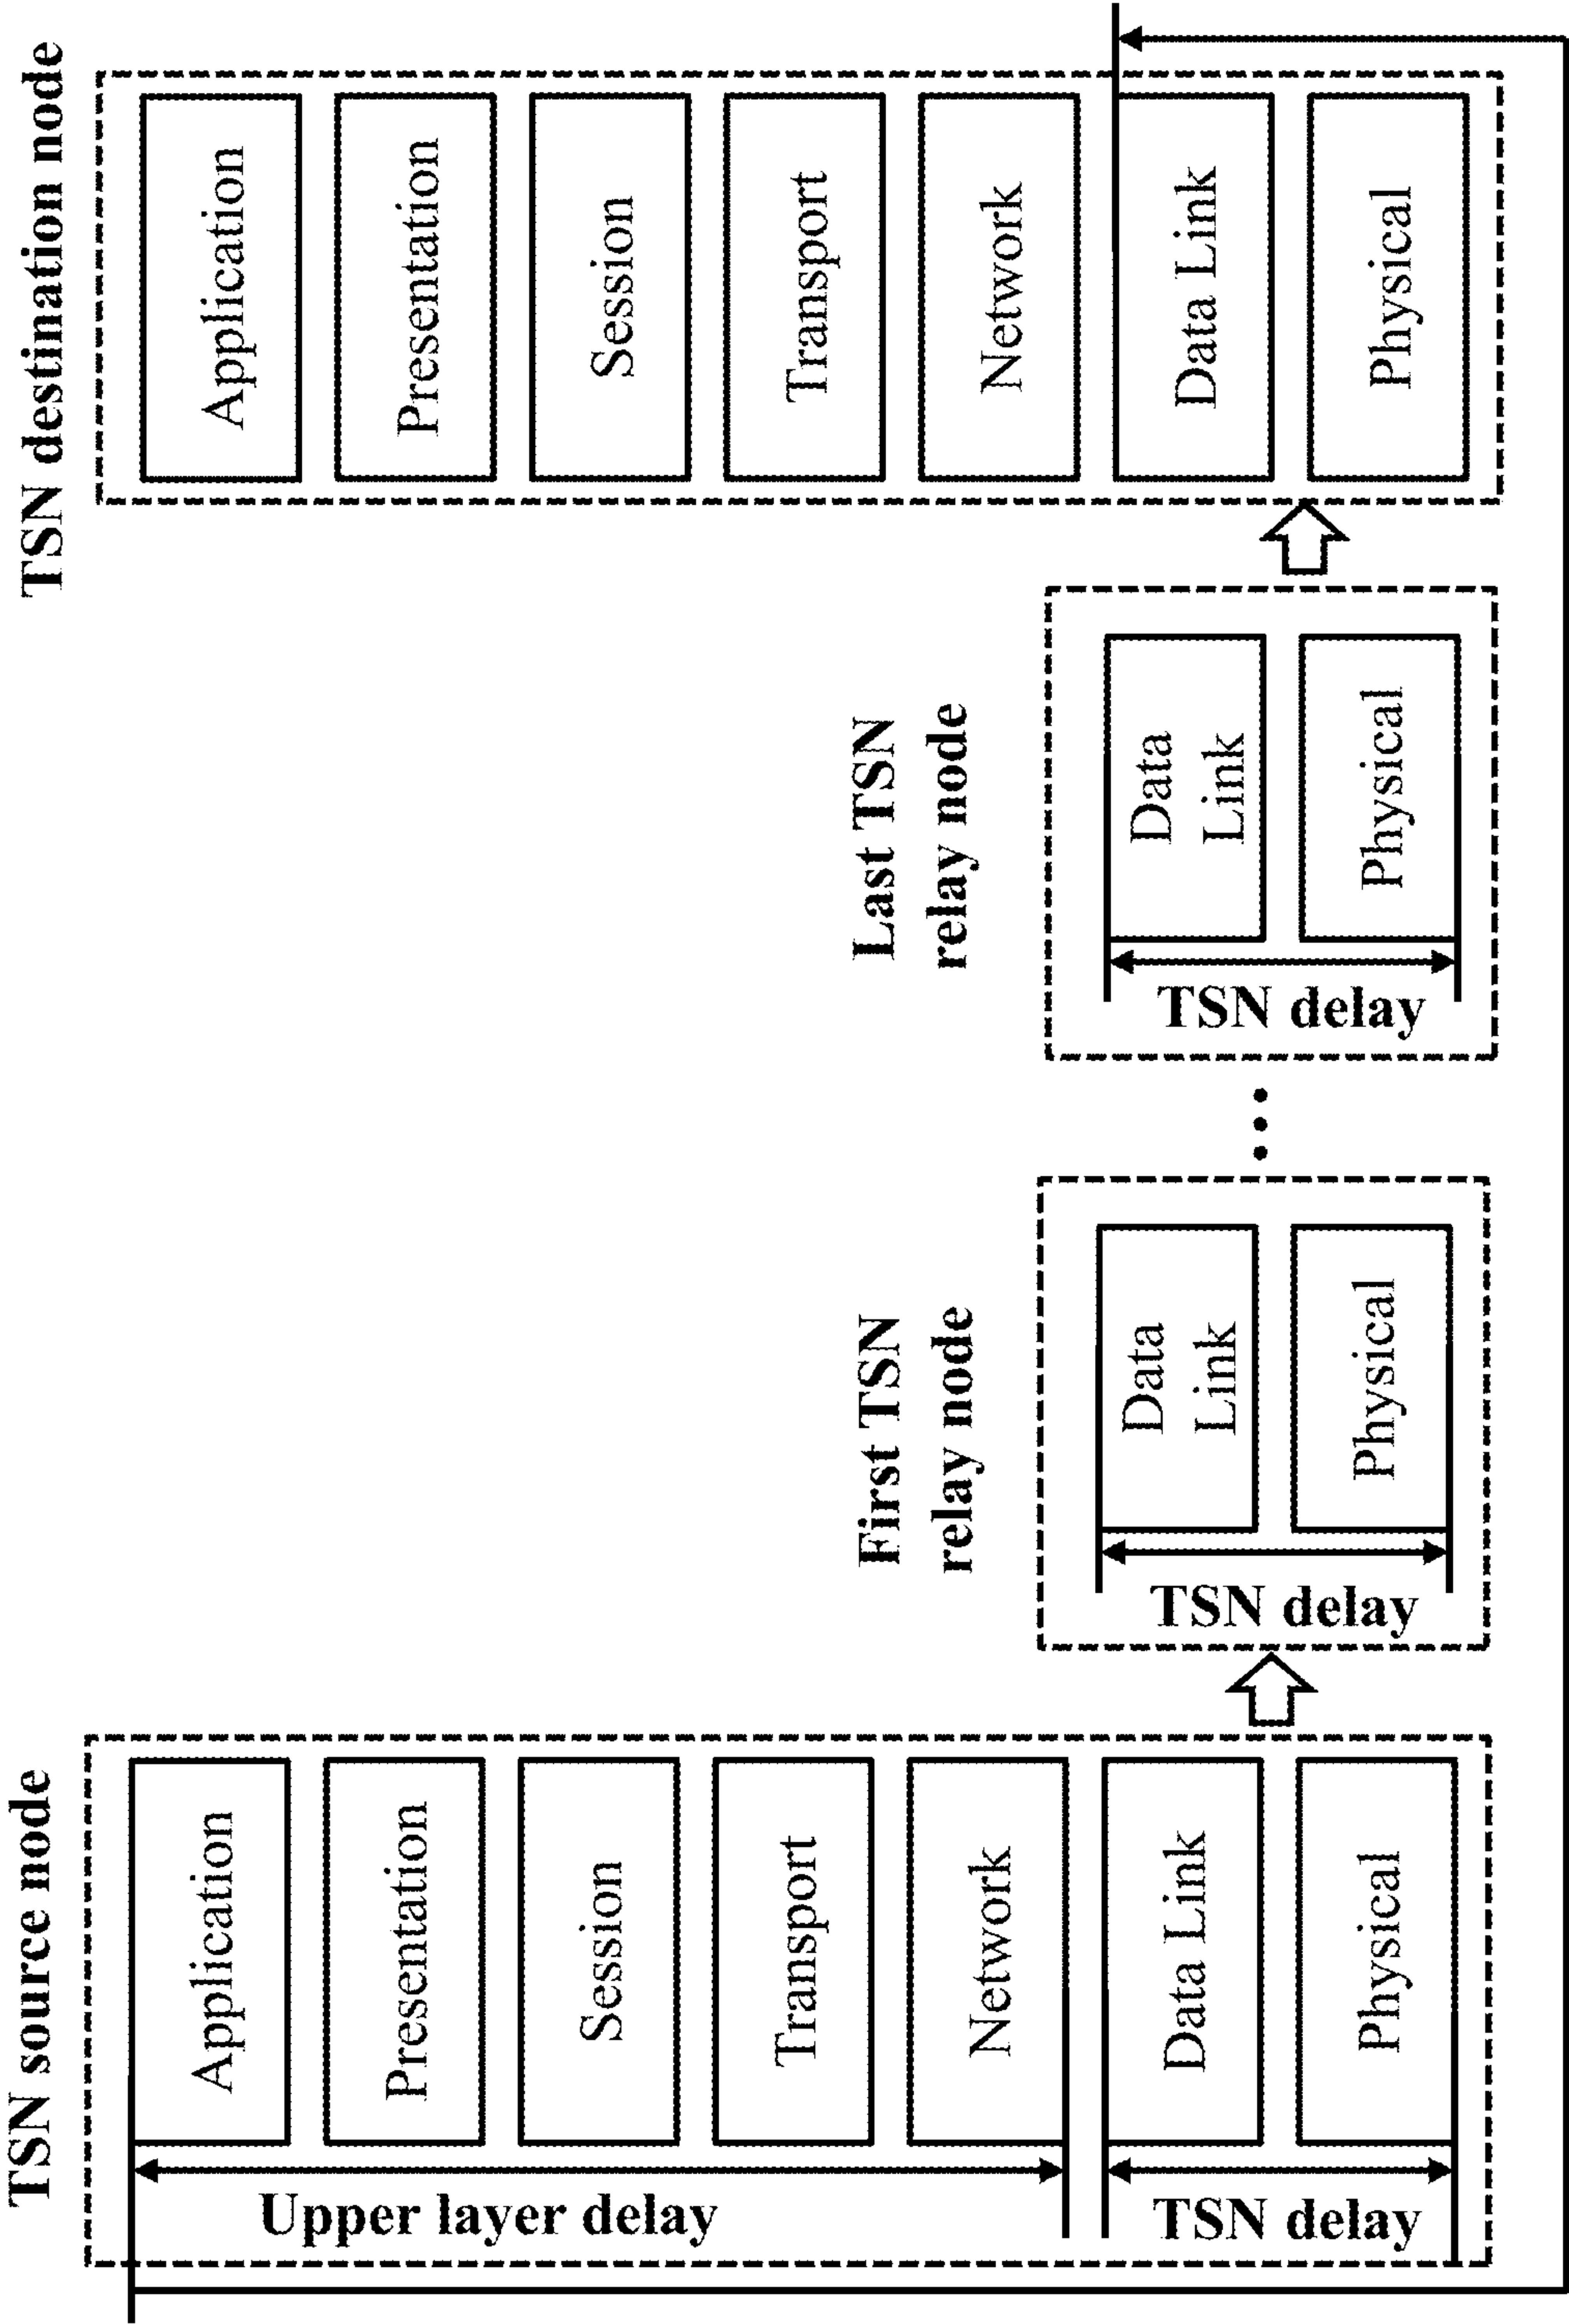 TSN source node
Application
Presentation
Session
Transport
Network
Data Link
Physical
Upper layer delay
TSN delay
First TSN
relay node
Data
Link
Physical
TSN delay
Last TSN
relay node
Data
Link
Physical
TSN delay
TSN destination node
Application
Presentation
Session
Transport
Network
Data Link
Physical